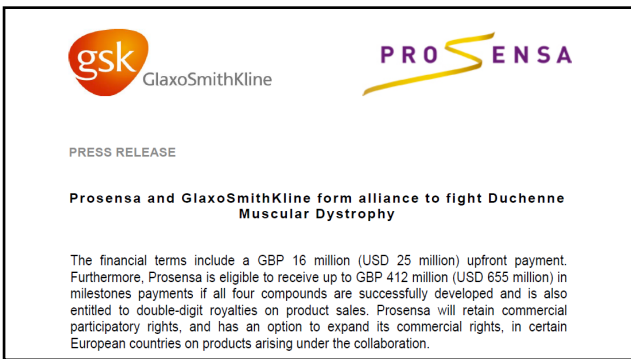 gsk
GlaxoSmithKline
PROSENSA
PRESS RELEASE
Prosensa and GlaxoSmithKline form alliance to fight Duchenne
Muscular Dystrophy
The financial terms include a GBP 16 million (USD 25 million) upfront payment.
Furthermore, Prosensa is eligible to receive up to GBP 412 million (USD 655 million) in
milestones payments if all four compounds are successfully developed and is also
entitled to double-digit royalties on product sales. Prosensa will retain commercial
participatory rights, and has an option to expand its commercial rights, in certain
European countries on products arising under the collaboration.